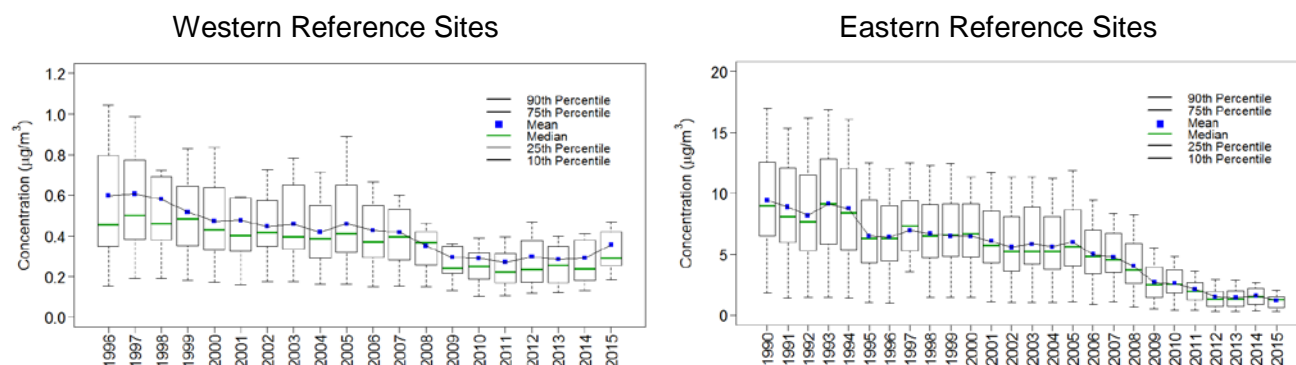 Western Reference Sites
1.2
1.0
0.8
0.6
0.4
0.2
0.0
Concentration (µg/m³)
90th Percentile
75th Percentile
Mean
Median
25th Percentile
10th Percentile
1996 1997 1998 1999 2000 2001 2002 2003 2004 2005 2006 2007 2008 2009 2010 2011 2012 2013 2014 2015
Eastern Reference Sites
20
15
10
5
0
Concentration (µg/m³)
90th Percentile
75th Percentile
Mean
Median
25th Percentile
10th Percentile
1990 1991 1992 1993 1994 1995 1996 1997 1998 1999 2000 2001 2002 2003 2004 2005 2006 2007 2008 2009 2010 2011 2012 2013 2014 2015